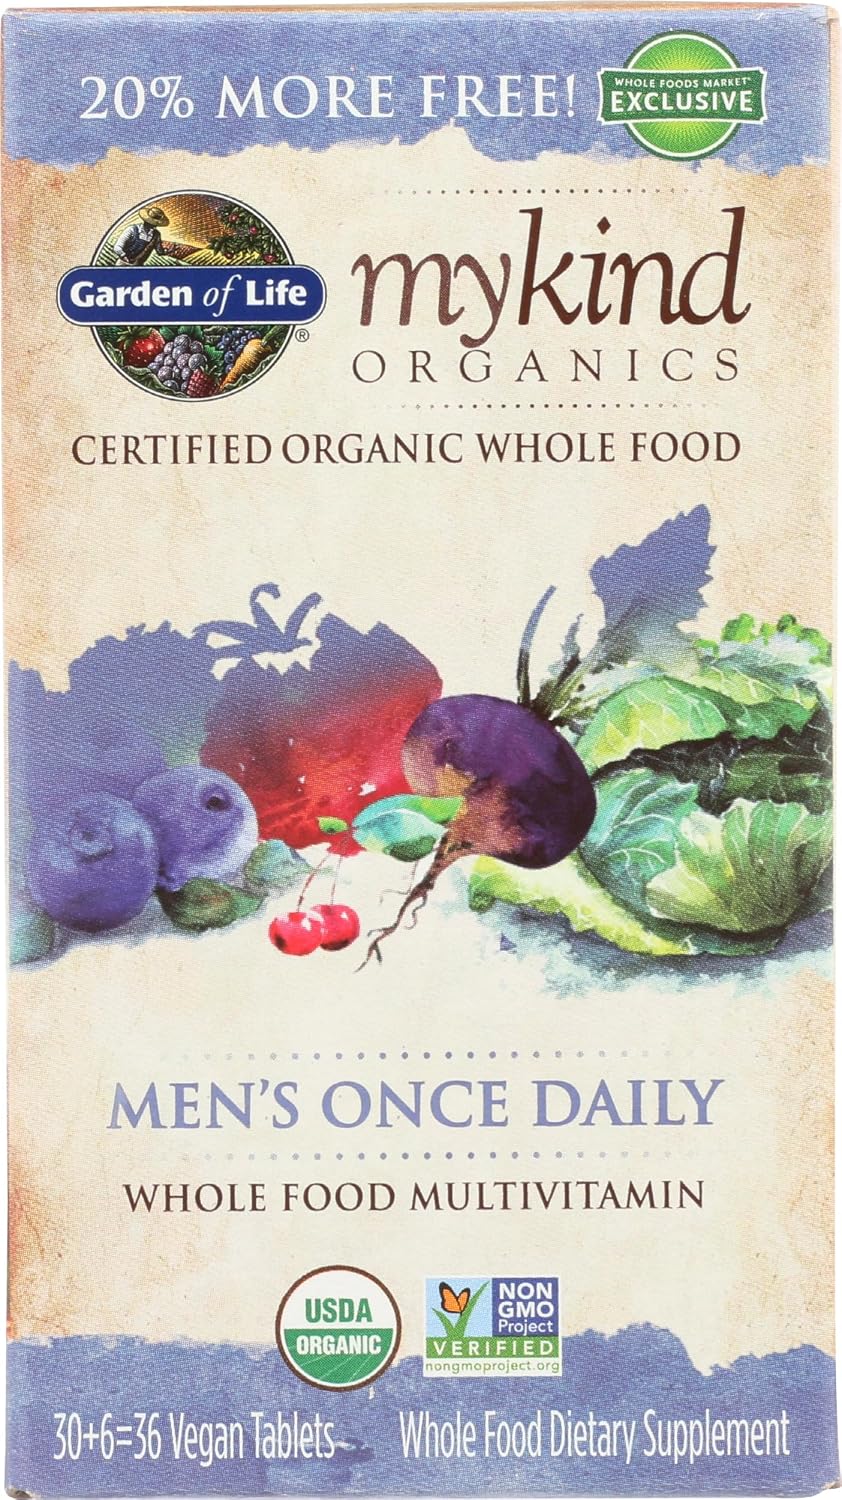 20% MORE FREE!
WHOLE FOODS MARKET®
EXCLUSIVE
Garden of Life®
mykind
ORGANICS
CERTIFIED ORGANIC WHOLE FOOD
MEN'S ONCE DAILY
WHOLE FOOD MULTIVITAMIN
USDA
ORGANIC
NON
GMO
Project
VERIFIED
nongmoproject.org
30+6=36 Vegan Tablets
Whole Food Dietary Supplement